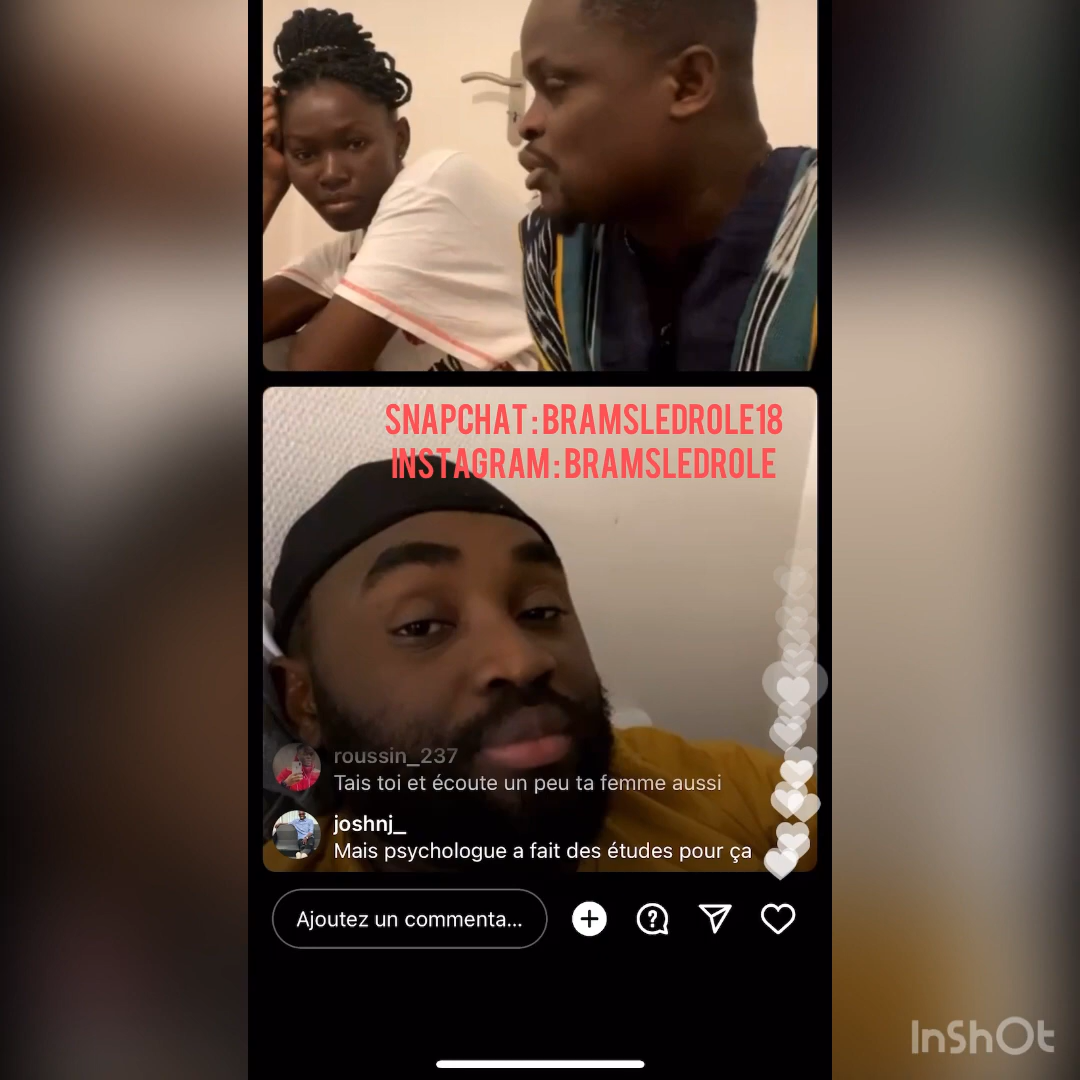 SNAPCHAT : BRAMSLEDROLE18
INSTAGRAM : BRAMSLEDROLE
roussin_237
Tais toi et écoute un peu ta femme aussi
joshnj_
Mais psychologue a fait des études pour ça
Ajoutez un commenta...
InShOt